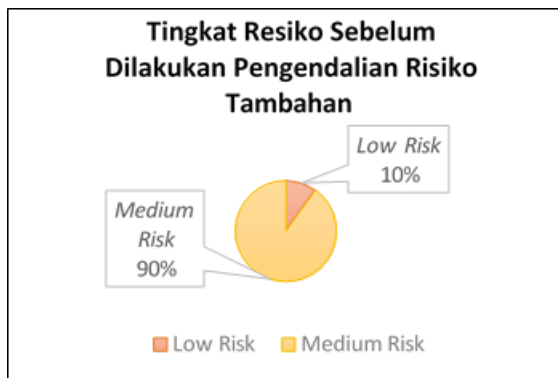 Tingkat Resiko Sebelum
Dilakukan Pengendalian Risiko
Tambahan
Low Risk
10%
Medium
Risk
90%
Low Risk Medium Risk